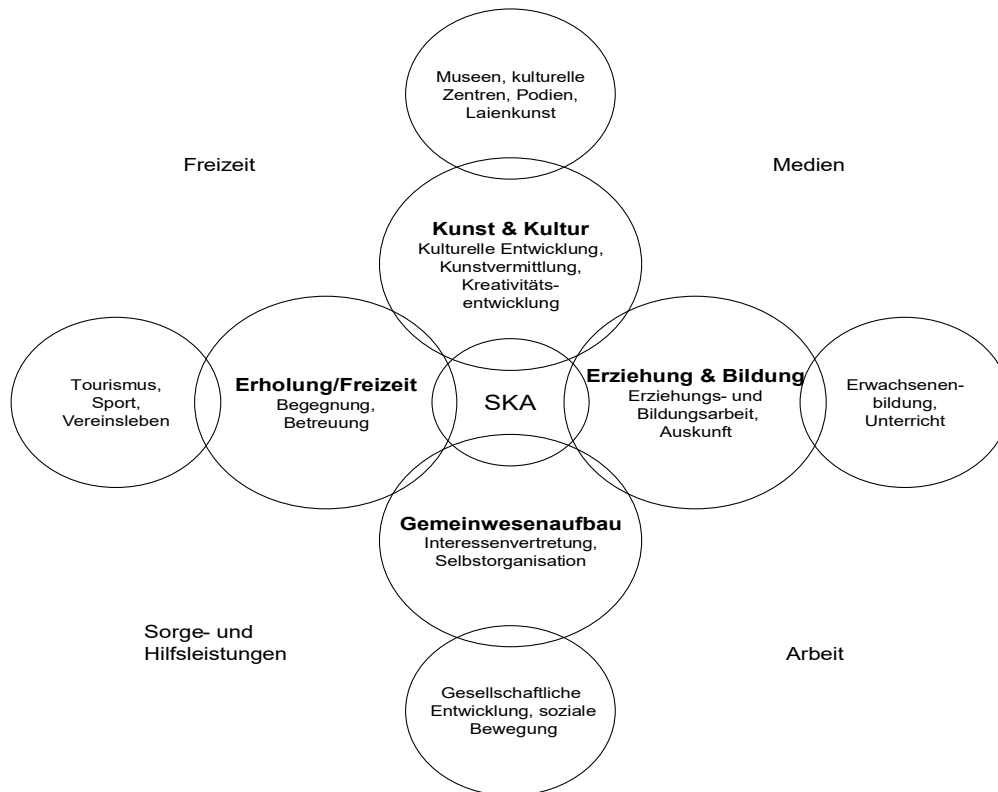 Museen, kulturelle
Zentren, Podien,
Laienkunst
Freizeit
Medien
Kunst & Kultur
Kulturelle Entwicklung,
Kunstvermittlung,
Kreativitäts-
entwicklung
Tourismus,
Sport,
Vereinsleben
Erholung/Freizeit
Begegnung,
Betreuung
SKA
Erziehung & Bildung
Erziehungs- und
Bildungsarbeit,
Auskunft
Erwachsenen-
bildung,
Unterricht
Gemeinwesenaufbau
Interessenvertretung,
Selbstorganisation
Sorge- und
Hilfsleistungen
Arbeit
Gesellschaftliche
Entwicklung, soziale
Bewegung